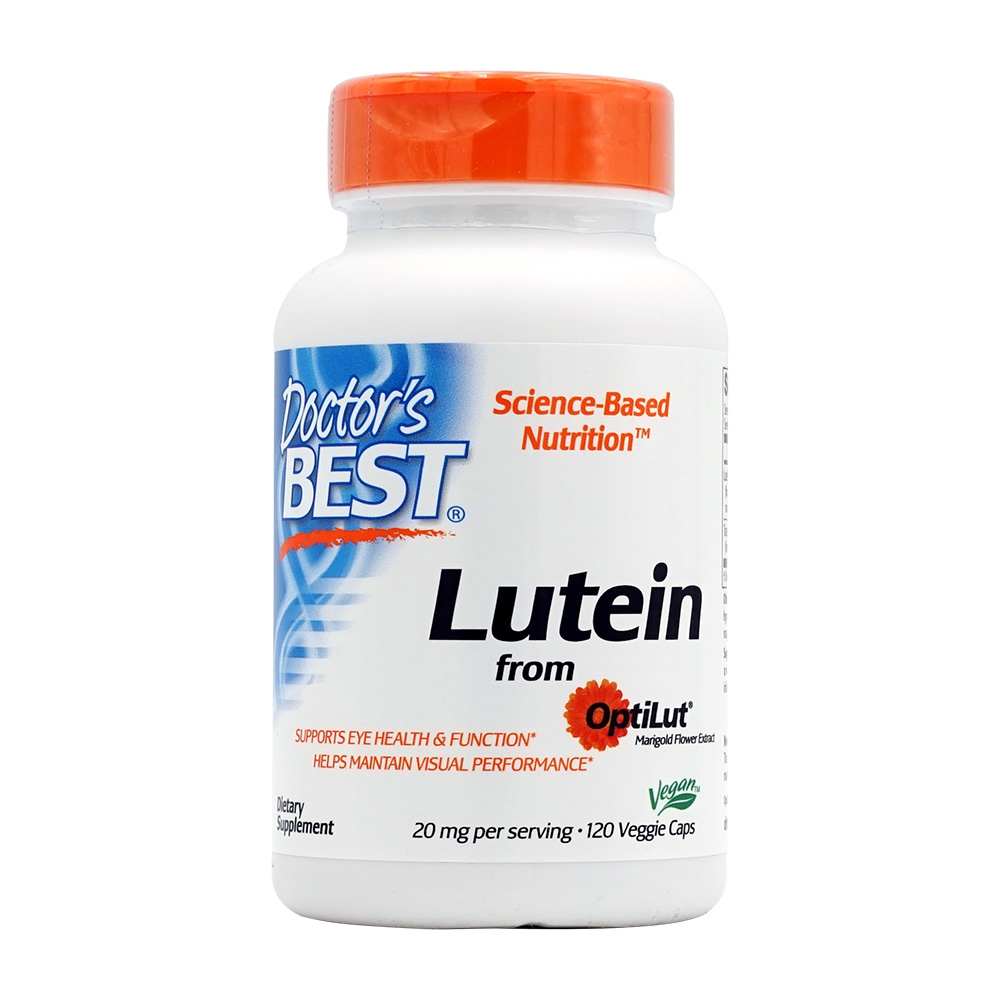 Doctor's
BEST®
Science-Based
Nutrition™
Lutein
from
OptiLut®
Marigold Flower Extract
SUPPORTS EYE HEALTH & FUNCTION*
HELPS MAINTAIN VISUAL PERFORMANCE*
Vegan™
Dietary
Supplement
20 mg per serving • 120 Veggie Caps